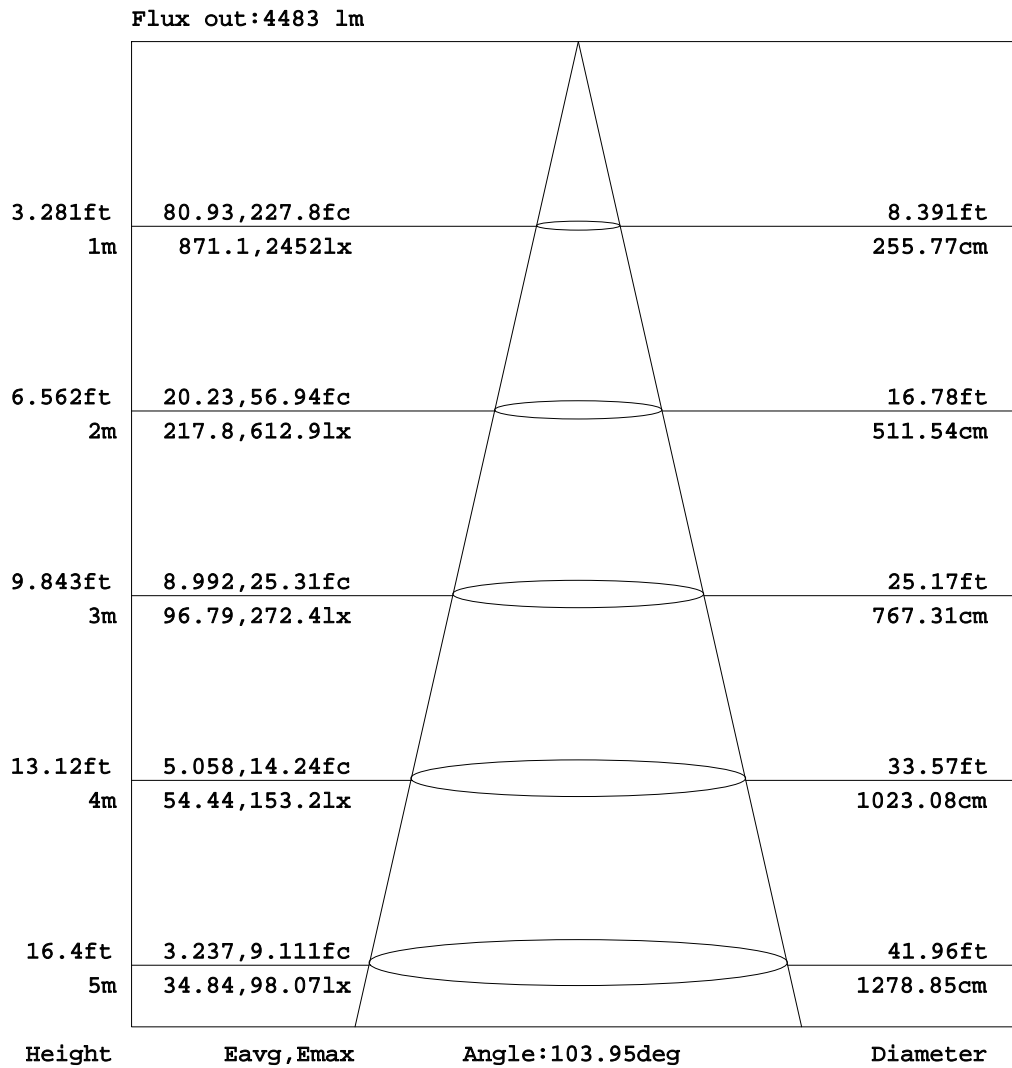 Flux out:4483 lm
3.281ft 80.93,227.8fc 8.391ft
1m 871.1,2452lx 255.77cm
6.562ft 20.23,56.94fc 16.78ft
2m 217.8,612.9lx 511.54cm
9.843ft 8.992,25.31fc 25.17ft
3m 96.79,272.4lx 767.31cm
13.12ft 5.058,14.24fc 33.57ft
4m 54.44,153.2lx 1023.08cm
16.4ft 3.237,9.111fc 41.96ft
5m 34.84,98.07lx 1278.85cm
Height Eavg,Emax Angle:103.95deg Diameter